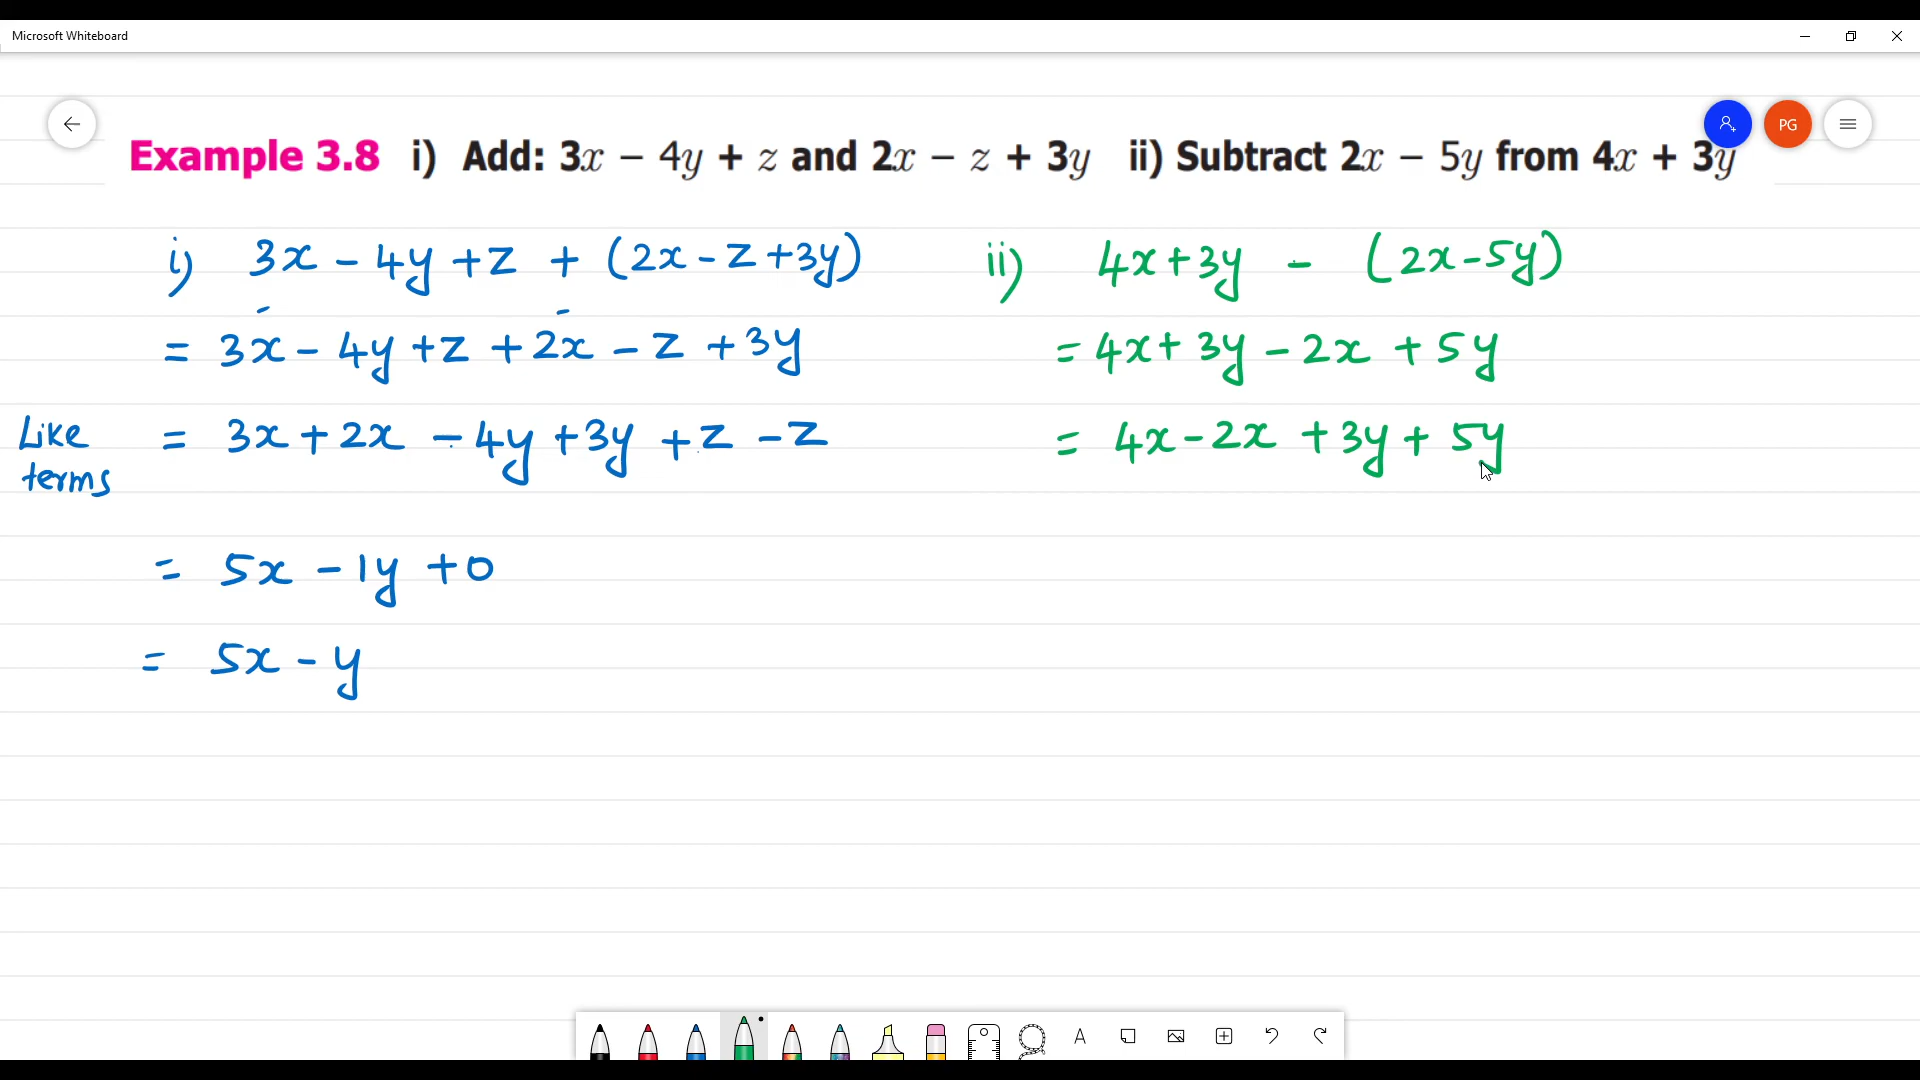 Microsoft Whiteboard
PG
Example 3.8 i) Add: 3x − 4y + z and 2x − z + 3y ii) Subtract 2x − 5y from 4x + 3y
i) 3x - 4y + z + (2x - z + 3y)
= 3x - 4y + z + 2x - z + 3y
Like terms = 3x + 2x - 4y + 3y + z - z
= 5x - 1y + 0
= 5x - y
ii) 4x + 3y - (2x - 5y)
= 4x + 3y - 2x + 5y
= 4x - 2x + 3y + 5y
A